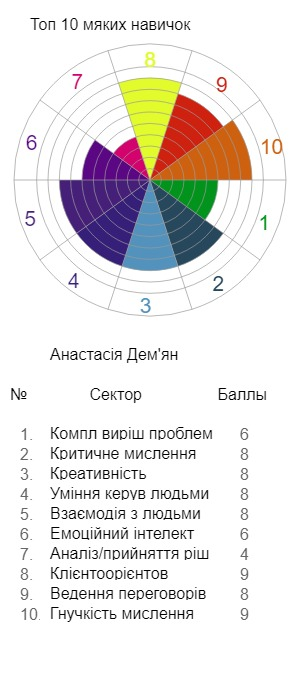 Топ 10 мяких навичок
8
7
9
6
10
5
1
4
2
3
Анастасія Дем'ян
№ Сектор Баллы
1. Компл виріш проблем 6
2. Критичне мислення 8
3. Креативність 8
4. Уміння керув людьми 8
5. Взаємодія з людьми 8
6. Емоційний інтелект 6
7. Аналіз/прийняття ріш 4
8. Клієнтоорієнтов 9
9. Ведення переговорів 8
10. Гнучкість мислення 9